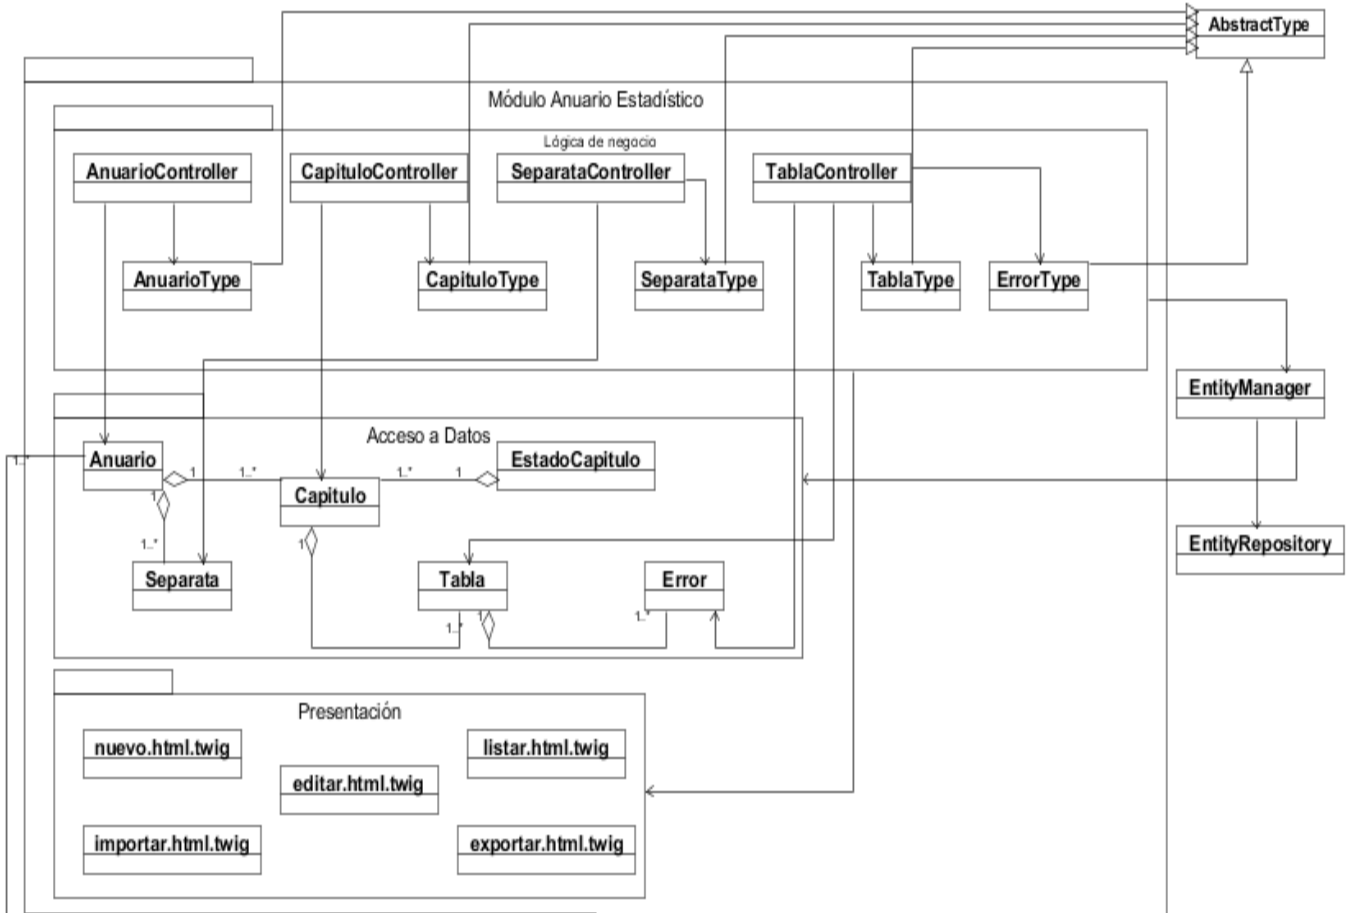 AbstractType
Módulo Anuario Estadístico
Lógica de negocio
AnuarioController
CapituloController
SeparataController
TablaController
AnuarioType
CapituloType
SeparataType
TablaType
ErrorType
EntityManager
Acceso a Datos
1..*
Anuario
1
1..*
1..*
1
EstadoCapitulo
Capitulo
1
1..*
1
EntityRepository
Separata
Tabla
Error
1..*
1
1..*
Presentación
nuevo.html.twig
listar.html.twig
editar.html.twig
importar.html.twig
exportar.html.twig